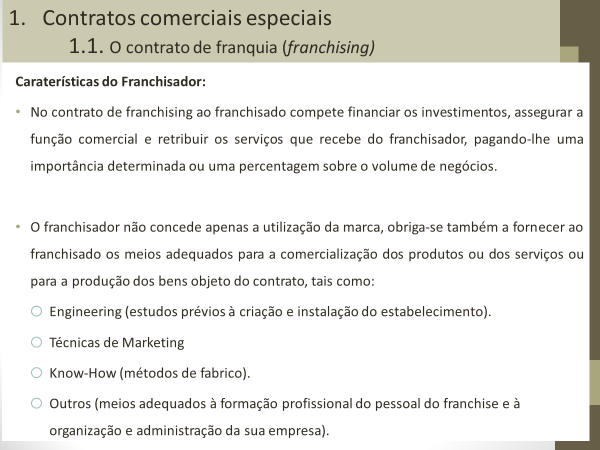 1. Contratos comerciais especiais
1.1. O contrato de franquia (franchising)
Caraterísticas do Franchisador:
• No contrato de franchising ao franchisado compete financiar os investimentos, assegurar a
função comercial e retribuir os serviços que recebe do franchisador, pagando-lhe uma
importância determinada ou uma percentagem sobre o volume de negócios.
• O franchisador não concede apenas a utilização da marca, obriga-se também a fornecer ao
franchisado os meios adequados para a comercialização dos produtos ou dos serviços ou
para a produção dos bens objeto do contrato, tais como:
○ Engineering (estudos prévios à criação e instalação do estabelecimento).
○ Técnicas de Marketing
○ Know-How (métodos de fabrico).
○ Outros (meios adequados à formação profissional do pessoal do franchise e à
organização e administração da sua empresa).